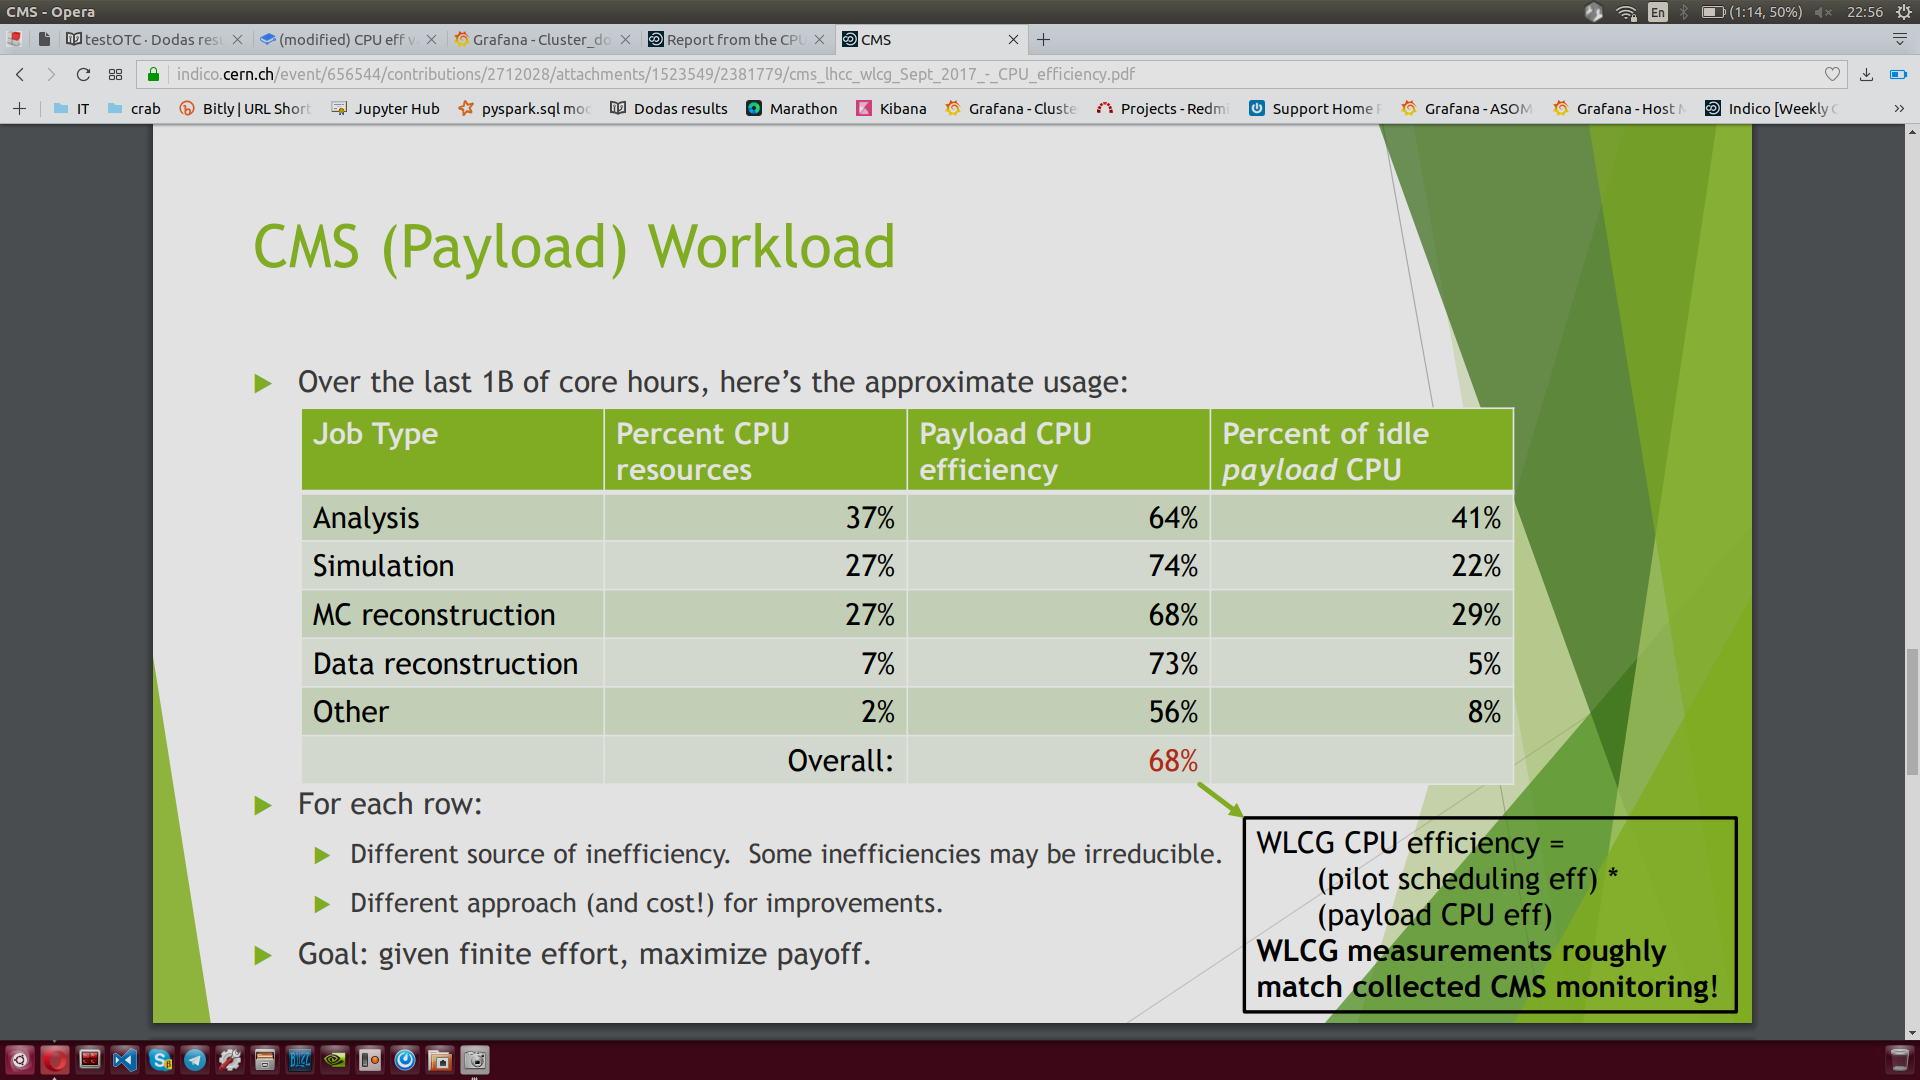 CMS - Opera
En
(1:14, 50%)
22:56
testOTC · Dodas res
(modified) CPU eff v
Grafana - Cluster_do
Report from the CPU
CMS
indico.cern.ch/event/656544/contributions/2712028/attachments/1523549/2381779/cms_lhcc_wlcg_Sept_2017_-_CPU_efficiency.pdf
IT
crab
Bitly | URL Short
Jupyter Hub
pyspark.sql mo
Dodas results
Marathon
Kibana
Grafana - Cluste
Projects - Redmi
Support Home
Grafana - ASOM
Grafana - Host
Indico [Weekly
CMS (Payload) Workload
Over the last 1B of core hours, here’s the approximate usage:
Job Type Percent CPU resources Payload CPU efficiency Percent of idle payload CPU
Analysis 37% 64% 41%
Simulation 27% 74% 22%
MC reconstruction 27% 68% 29%
Data reconstruction 7% 73% 5%
Other 2% 56% 8%
Overall: 68%
For each row:
Different source of inefficiency. Some inefficiencies may be irreducible.
Different approach (and cost!) for improvements.
Goal: given finite effort, maximize payoff.
WLCG CPU efficiency =
(pilot scheduling eff) *
(payload CPU eff)
WLCG measurements roughly
match collected CMS monitoring!